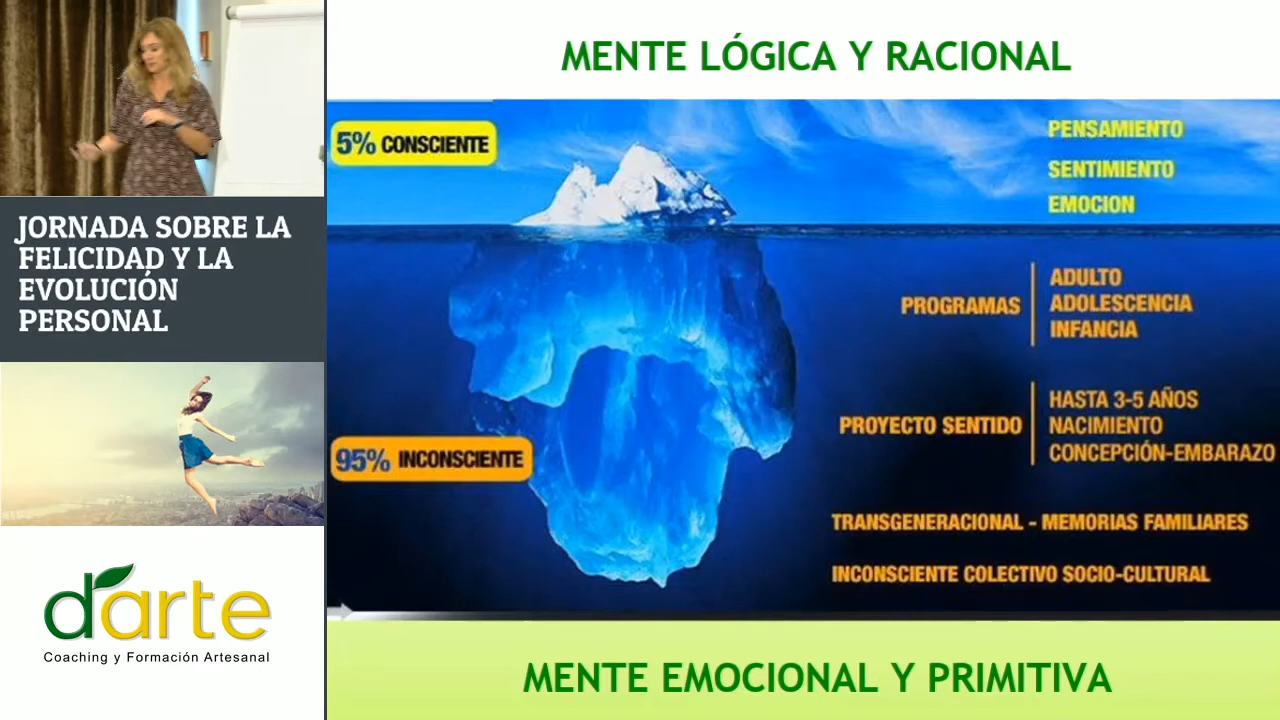 JORNADA SOBRE LA
FELICIDAD Y LA
EVOLUCIÓN
PERSONAL
d'arte
Coaching y Formación Artesanal
MENTE LÓGICA Y RACIONAL
5% CONSCIENTE
PENSAMIENTO
SENTIMIENTO
EMOCION
PROGRAMAS
ADULTO
ADOLESCENCIA
INFANCIA
95% INCONSCIENTE
PROYECTO SENTIDO
HASTA 3-5 AÑOS
NACIMIENTO
CONCEPCIÓN-EMBARAZO
TRANSGENERACIONAL - MEMORIAS FAMILIARES
INCONSCIENTE COLECTIVO SOCIO-CULTURAL
MENTE EMOCIONAL Y PRIMITIVA